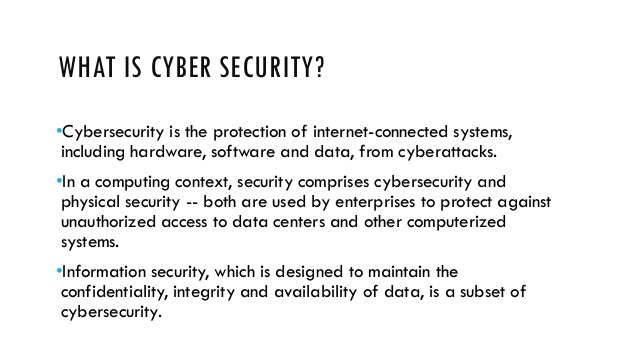 WHAT IS CYBER SECURITY?
•Cybersecurity is the protection of internet-connected systems,
including hardware, software and data, from cyberattacks.
•In a computing context, security comprises cybersecurity and
physical security -- both are used by enterprises to protect against
unauthorized access to data centers and other computerized
systems.
•Information security, which is designed to maintain the
confidentiality, integrity and availability of data, is a subset of
cybersecurity.